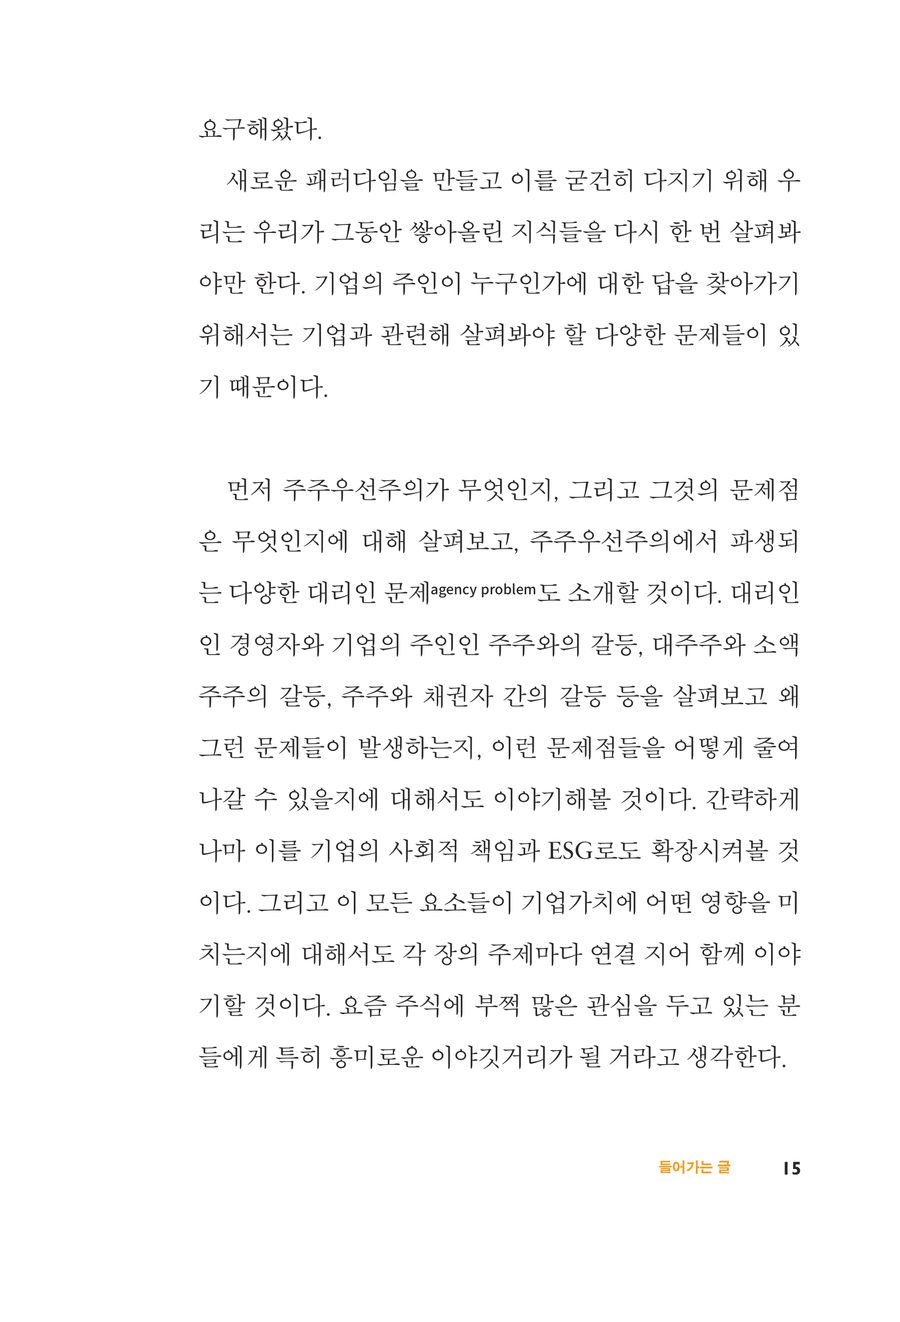 요구해왔다.
새로운 패러다임을 만들고 이를 굳건히 다지기 위해 우
리는 우리가 그동안 쌓아올린 지식들을 다시 한 번 살펴봐
야만 한다. 기업의 주인이 누구인가에 대한 답을 찾아가기
위해서는 기업과 관련해 살펴봐야 할 다양한 문제들이 있
기 때문이다.
먼저 주주우선주의가 무엇인지, 그리고 그것의 문제점
은 무엇인지에 대해 살펴보고, 주주우선주의에서 파생되
는 다양한 대리인 문제agency problem도 소개할 것이다. 대리인
인 경영자와 기업의 주인인 주주와의 갈등, 대주주와 소액
주주의 갈등, 주주와 채권자 간의 갈등 등을 살펴보고 왜
그런 문제들이 발생하는지, 이런 문제점들을 어떻게 줄여
나갈 수 있을지에 대해서도 이야기해볼 것이다. 간략하게
나마 이를 기업의 사회적 책임과 ESG로도 확장시켜볼 것
이다. 그리고 이 모든 요소들이 기업가치에 어떤 영향을 미
치는지에 대해서도 각 장의 주제마다 연결 지어 함께 이야
기할 것이다. 요즘 주식에 부쩍 많은 관심을 두고 있는 분
들에게 특히 흥미로운 이야깃거리가 될 거라고 생각한다.
들어가는 글 15